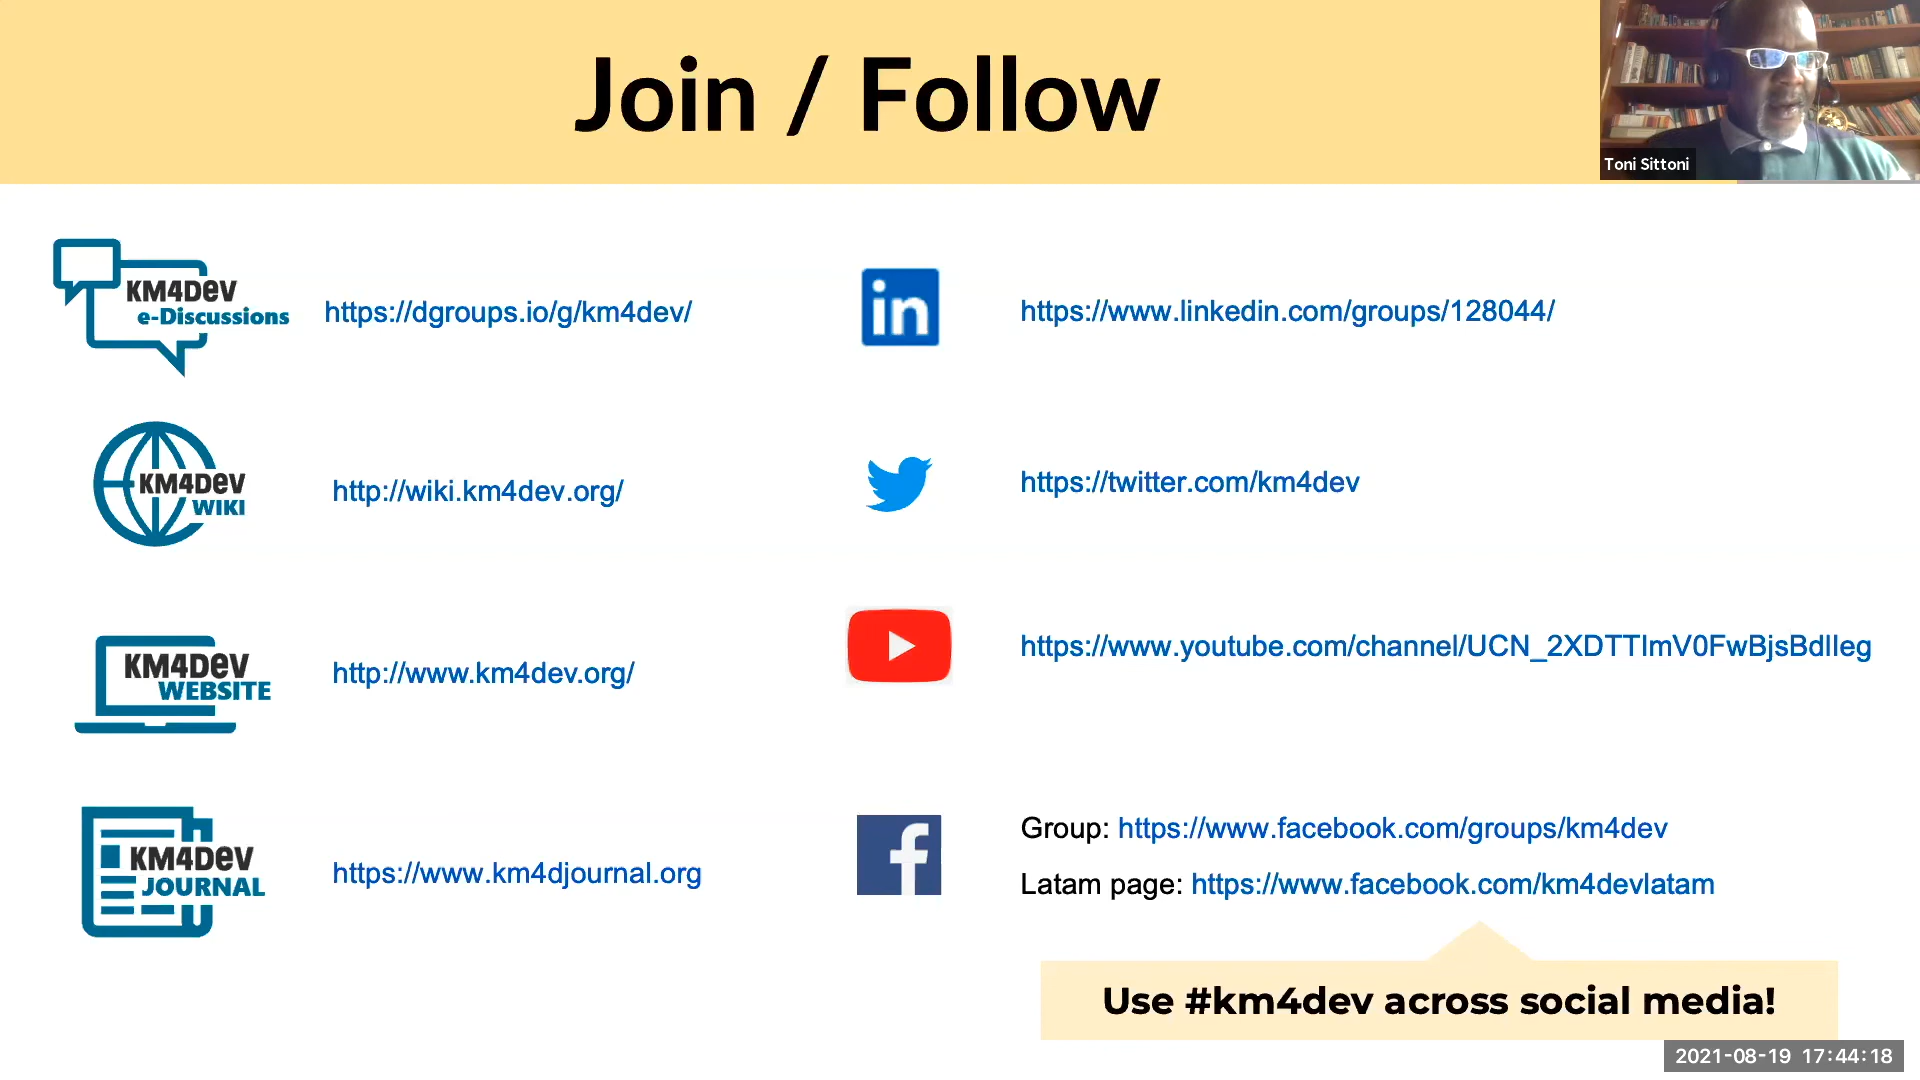 Join / Follow
Toni Sittoni
KM4Dev
e-Discussions
https://dgroups.io/g/km4dev/
in
https://www.linkedin.com/groups/128044/
KM4Dev
WIKI
http://wiki.km4dev.org/
https://twitter.com/km4dev
KM4Dev
WEBSITE
http://www.km4dev.org/
https://www.youtube.com/channel/UCN_2XDTTlmV0FwBjsBdlleg
KM4Dev
JOURNAL
https://www.km4djournal.org
f
Group: https://www.facebook.com/groups/km4dev
Latam page: https://www.facebook.com/km4devlatam
Use #km4dev across social media!
2021-08-19 17:44:18